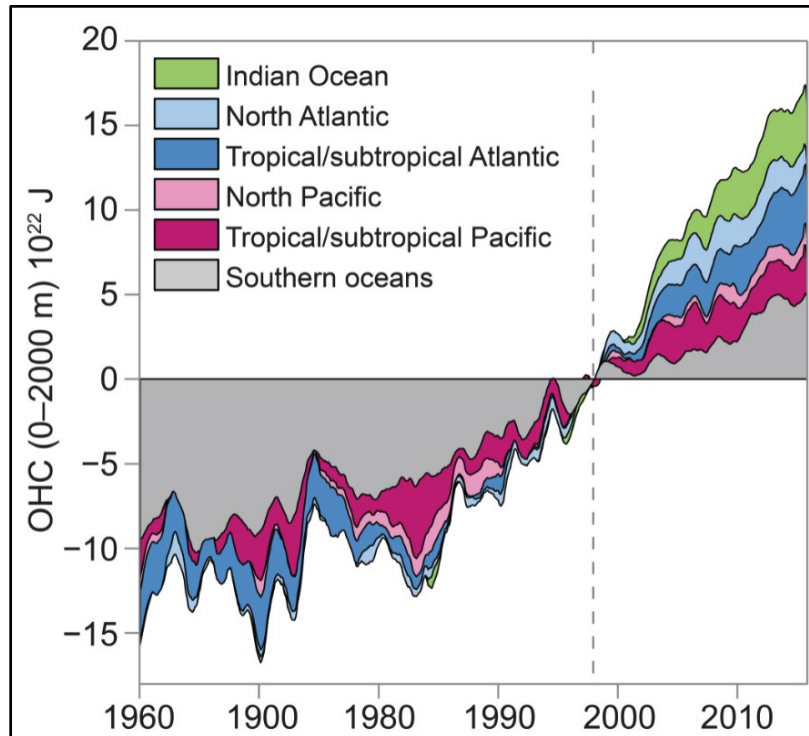 20
15
10
5
0
−5
−10
−15
OHC (0–2000 m) 10²² J
Indian Ocean
North Atlantic
Tropical/subtropical Atlantic
North Pacific
Tropical/subtropical Pacific
Southern oceans
1960 1900 1980 1990 2000 2010